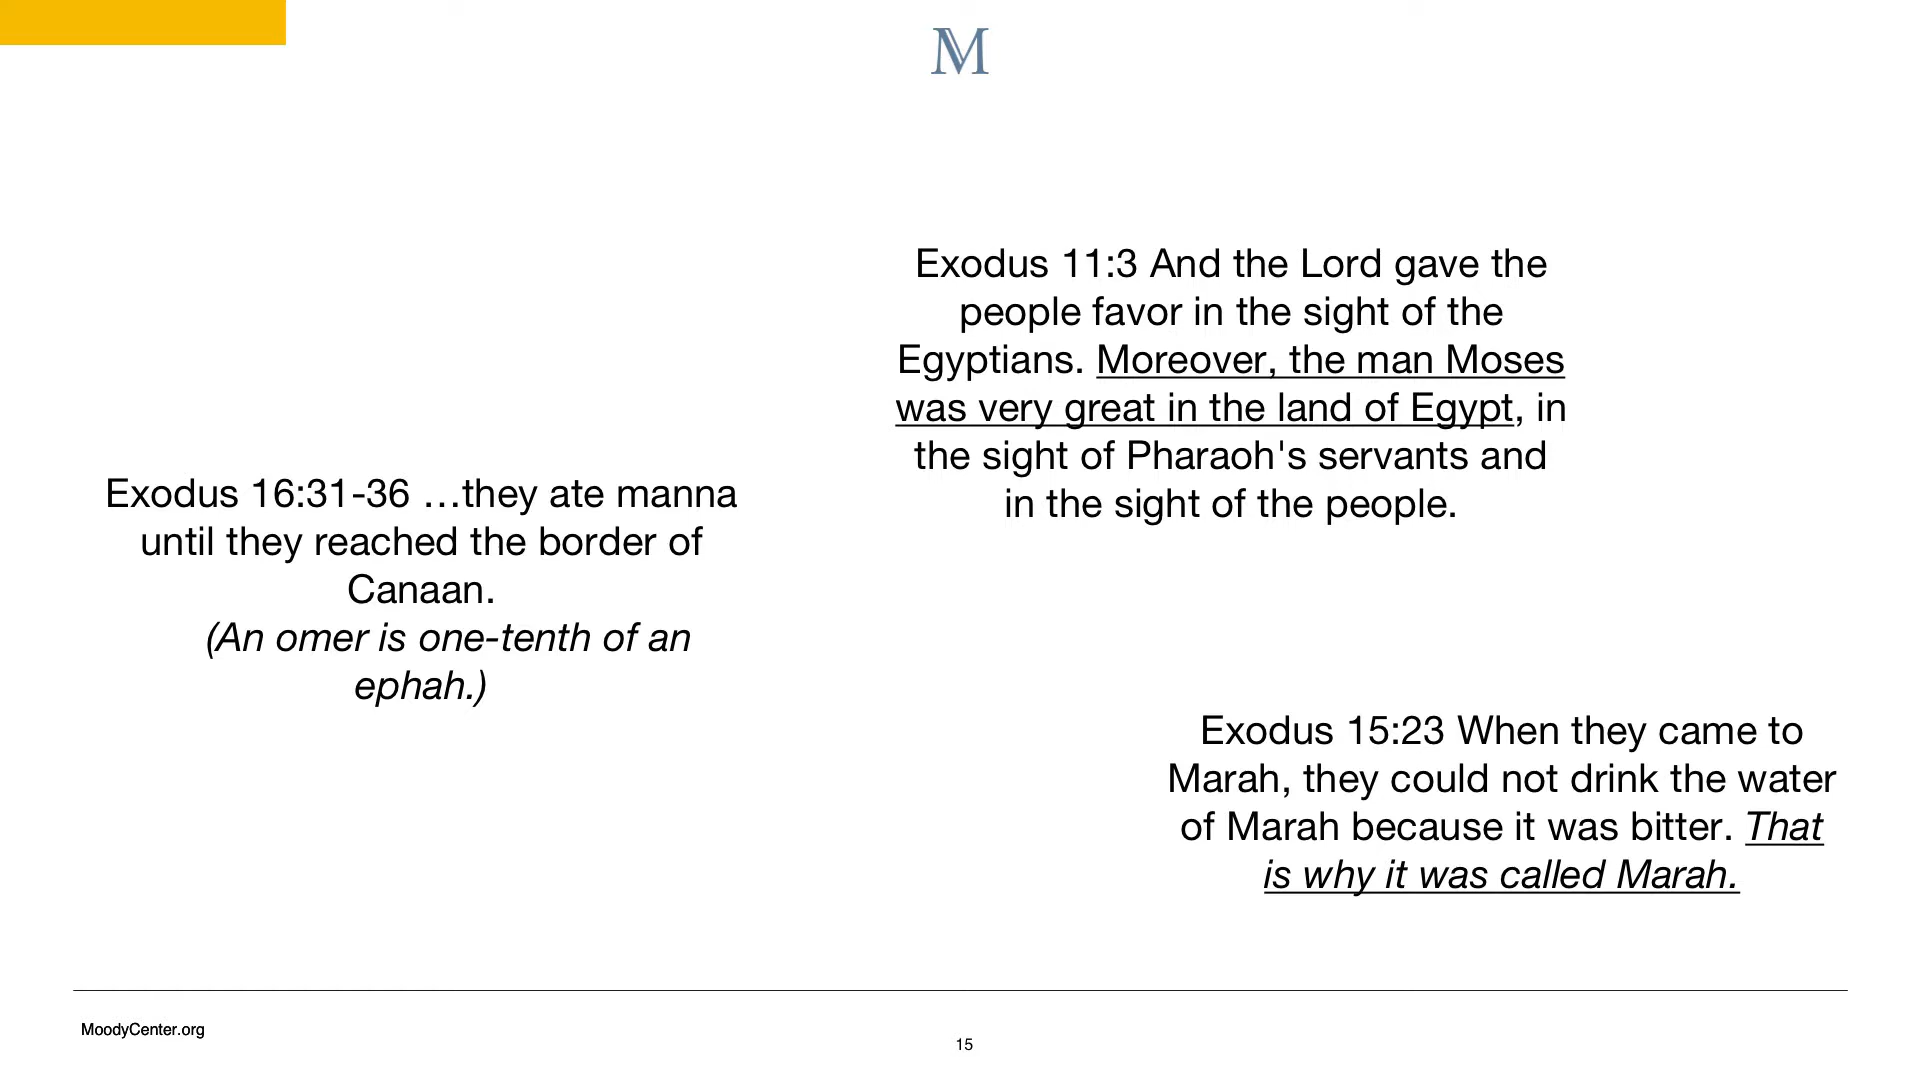 M
Exodus 11:3 And the Lord gave the
people favor in the sight of the
Egyptians. Moreover, the man Moses
was very great in the land of Egypt, in
the sight of Pharaoh's servants and
in the sight of the people.
Exodus 16:31-36 …they ate manna
until they reached the border of
Canaan.
(An omer is one-tenth of an
ephah.)
Exodus 15:23 When they came to
Marah, they could not drink the water
of Marah because it was bitter. That
is why it was called Marah.
MoodyCenter.org
15